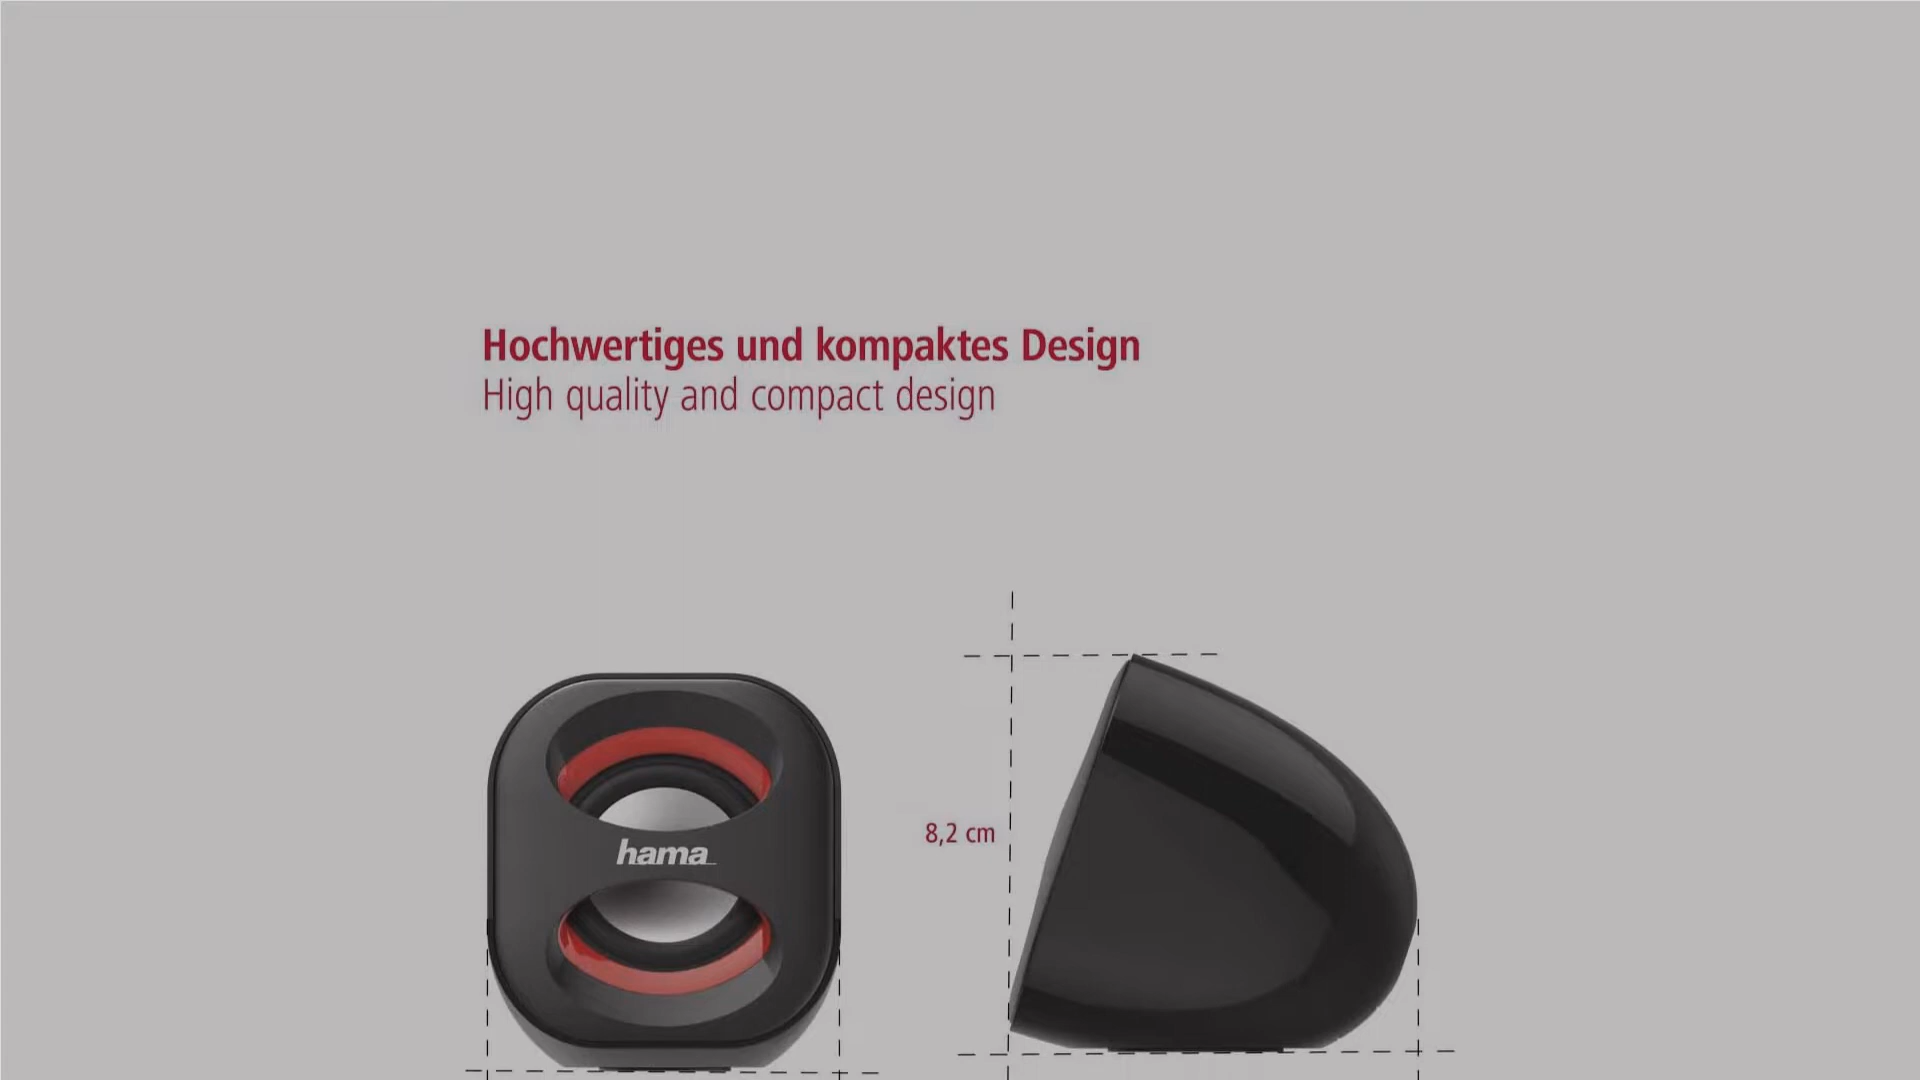 Hochwertiges und kompaktes Design
High quality and compact design
8,2 cm
hama